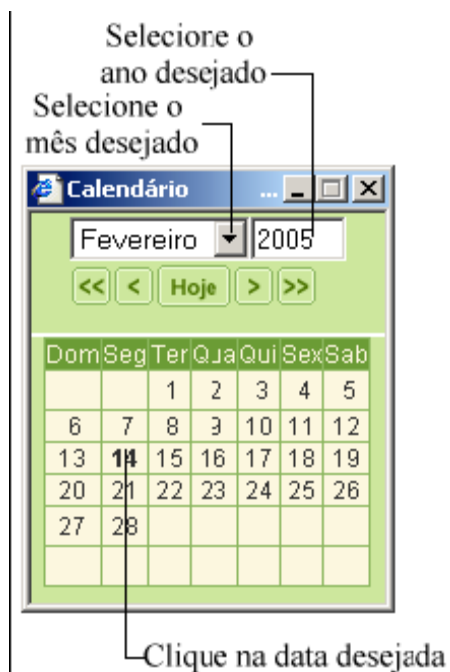 Selecione o
ano desejado
Selecione o
mês desejado
Calendário ...
Fevereiro 2005
<< < Hoje > >>
Dom Seg Ter Qua Qui Sex Sab
1 2 3 4 5
6 7 8 9 10 11 12
13 14 15 16 17 18 19
20 21 22 23 24 25 26
27 28
Clique na data desejada